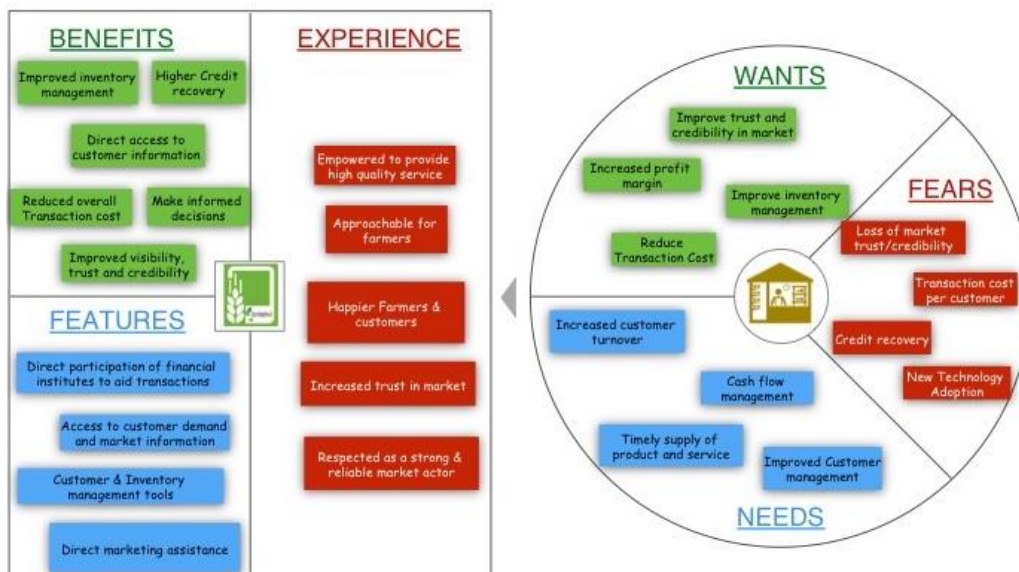 BENEFITS
Improved inventory
management
Higher Credit
recovery
Direct access to
customer information
Reduced overall
Transaction cost
Make informed
decisions
Improved visibility,
trust and credibility
EXPERIENCE
Empowered to provide
high quality service
Approachable for
farmers
Happier Farmers &
customers
Increased trust in market
Respected as a strong &
reliable market actor
FEATURES
Direct participation of financial
institutes to aid transactions
Access to customer demand
and market information
Customer & Inventory
management tools
Direct marketing assistance
WANTS
Improve trust and
credibility in market
Increased profit
margin
Improve inventory
management
Reduce
Transaction Cost
FEARS
Loss of market
trust/credibility
Transaction cost
per customer
Credit recovery
New Technology
Adoption
Increased customer
turnover
Cash flow
management
Timely supply of
product and service
Improved Customer
management
NEEDS